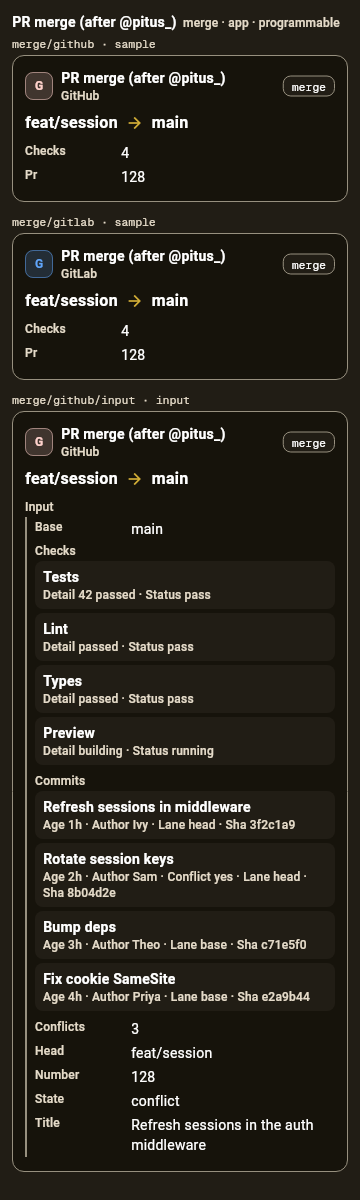 PR merge (after @pitus_) merge · app · programmable
merge/github · sample
G
PR merge (after @pitus_)
GitHub
merge
feat/session → main
Checks 4
Pr 128
merge/gitlab · sample
G
PR merge (after @pitus_)
GitLab
merge
feat/session → main
Checks 4
Pr 128
merge/github/input · input
G
PR merge (after @pitus_)
GitHub
merge
feat/session → main
Input
Base main
Checks
Tests
Detail 42 passed · Status pass
Lint
Detail passed · Status pass
Types
Detail passed · Status pass
Preview
Detail building · Status running
Commits
Refresh sessions in middleware
Age 1h · Author Ivy · Lane head · Sha 3f2c1a9
Rotate session keys
Age 2h · Author Sam · Conflict yes · Lane head ·
Sha 8b04d2e
Bump deps
Age 3h · Author Theo · Lane base · Sha c71e5f0
Fix cookie SameSite
Age 4h · Author Priya · Lane base · Sha e2a9b44
Conflicts 3
Head feat/session
Number 128
State conflict
Title Refresh sessions in the auth
middleware